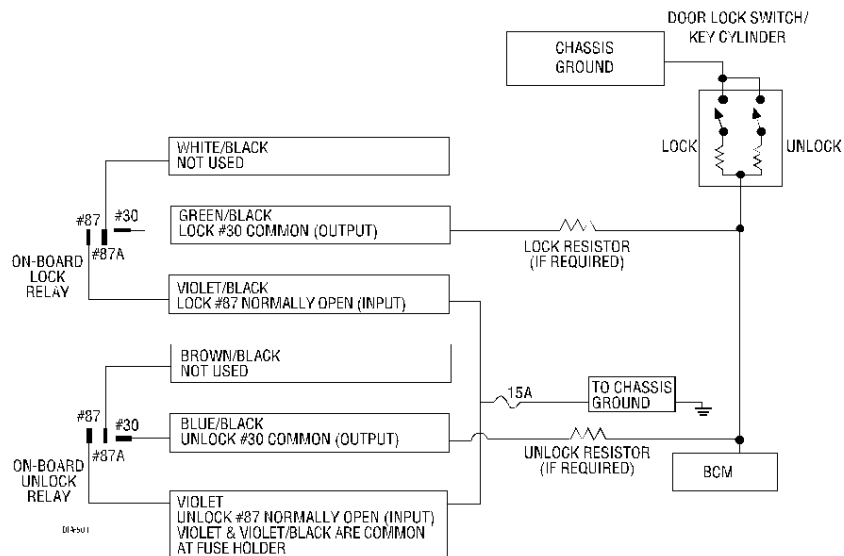 DOOR LOCK SWITCH/
KEY CYLINDER
CHASSIS
GROUND
LOCK
UNLOCK
WHITE/BLACK
NOT USED
#87
#30
#87A
GREEN/BLACK
LOCK #30 COMMON (OUTPUT)
LOCK RESISTOR
(IF REQUIRED)
ON-BOARD
LOCK
RELAY
VIOLET/BLACK
LOCK #87 NORMALLY OPEN (INPUT)
BROWN/BLACK
NOT USED
15A
TO CHASSIS
GROUND
#87
#30
#87A
BLUE/BLACK
UNLOCK #30 COMMON (OUTPUT)
UNLOCK RESISTOR
(IF REQUIRED)
BCM
ON-BOARD
UNLOCK
RELAY
VIOLET
UNLOCK #87 NORMALLY OPEN (INPUT)
VIOLET & VIOLET/BLACK ARE COMMON
AT FUSE HOLDER